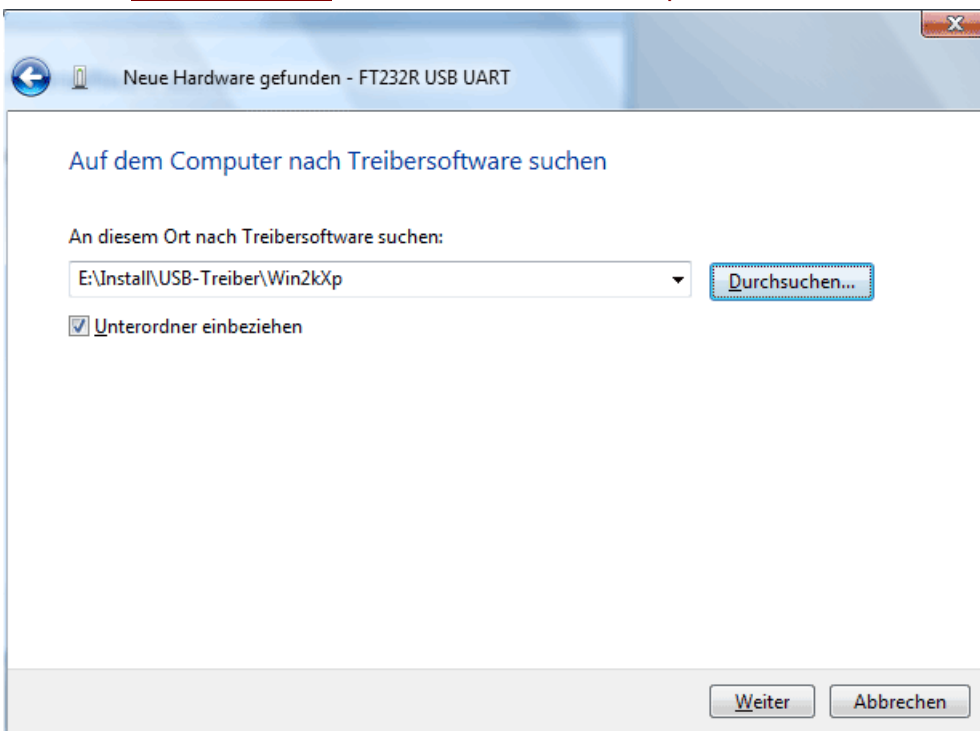 Neue Hardware gefunden - FT232R USB UART
Auf dem Computer nach Treibersoftware suchen
An diesem Ort nach Treibersoftware suchen:
E:\Install\USB-Treiber\Win2kXp
Durchsuchen...
Unterordner einbeziehen
Weiter
Abbrechen